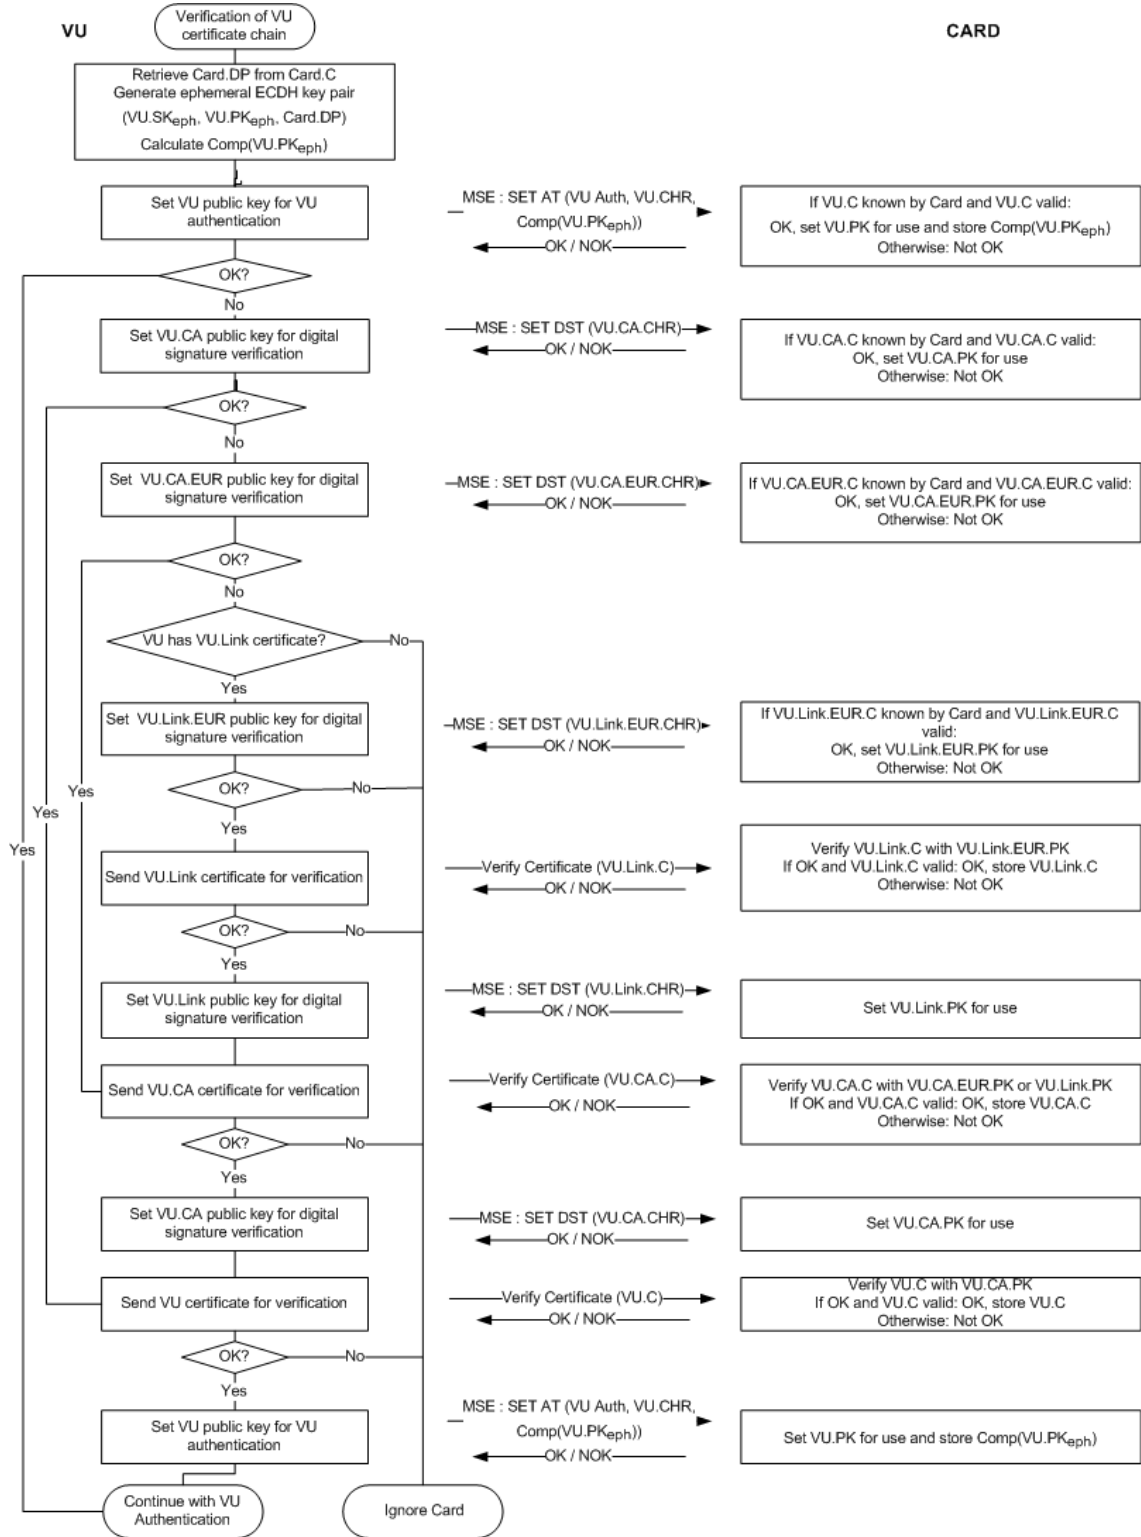 VU
Verification of VU
certificate chain
CARD
Retrieve Card.DP from Card.C
Generate ephemeral ECDH key pair
(VU.SKeph, VU.PKeph, Card.DP)
Calculate Comp(VU.PKeph)
Set VU public key for VU
authentication
MSE : SET AT (VU Auth, VU.CHR,
Comp(VU.PKeph))
OK / NOK
If VU.C known by Card and VU.C valid:
OK, set VU.PK for use and store Comp(VU.PKeph)
Otherwise: Not OK
OK?
No
Set VU.CA public key for digital
signature verification
MSE : SET DST (VU.CA.CHR)
OK / NOK
If VU.CA.C known by Card and VU.CA.C valid:
OK, set VU.CA.PK for use
Otherwise: Not OK
OK?
No
Set VU.CA.EUR public key for digital
signature verification
MSE : SET DST (VU.CA.EUR.CHR)
OK / NOK
If VU.CA.EUR.C known by Card and VU.CA.EUR.C valid:
OK, set VU.CA.EUR.PK for use
Otherwise: Not OK
OK?
No
VU has VU.Link certificate?
No
Yes
Set VU.Link.EUR public key for digital
signature verification
MSE : SET DST (VU.Link.EUR.CHR)
OK / NOK
If VU.Link.EUR.C known by Card and VU.Link.EUR.C
valid:
OK, set VU.Link.EUR.PK for use
Otherwise: Not OK
OK?
No
Yes
Yes
Yes
Yes
Send VU.Link certificate for verification
Verify Certificate (VU.Link.C)
OK / NOK
Verify VU.Link.C with VU.Link.EUR.PK
If OK and VU.Link.C valid: OK, store VU.Link.C
Otherwise: Not OK
OK?
No
Yes
Set VU.Link public key for digital
signature verification
MSE : SET DST (VU.Link.CHR)
OK / NOK
Set VU.Link.PK for use
Send VU.CA certificate for verification
Verify Certificate (VU.CA.C)
OK / NOK
Verify VU.CA.C with VU.CA.EUR.PK or VU.Link.PK
If OK and VU.CA.C valid: OK, store VU.CA.C
Otherwise: Not OK
OK?
No
Yes
Set VU.CA public key for digital
signature verification
MSE : SET DST (VU.CA.CHR)
OK / NOK
Set VU.CA.PK for use
Send VU certificate for verification
Verify Certificate (VU.C)
OK / NOK
Verify VU.C with VU.CA.PK
If OK and VU.C valid: OK, store VU.C
Otherwise: Not OK
OK?
No
Yes
Set VU public key for VU
authentication
MSE : SET AT (VU Auth, VU.CHR,
Comp(VU.PKeph))
OK / NOK
Set VU.PK for use and store Comp(VU.PKeph)
Continue with VU
Authentication
Ignore Card